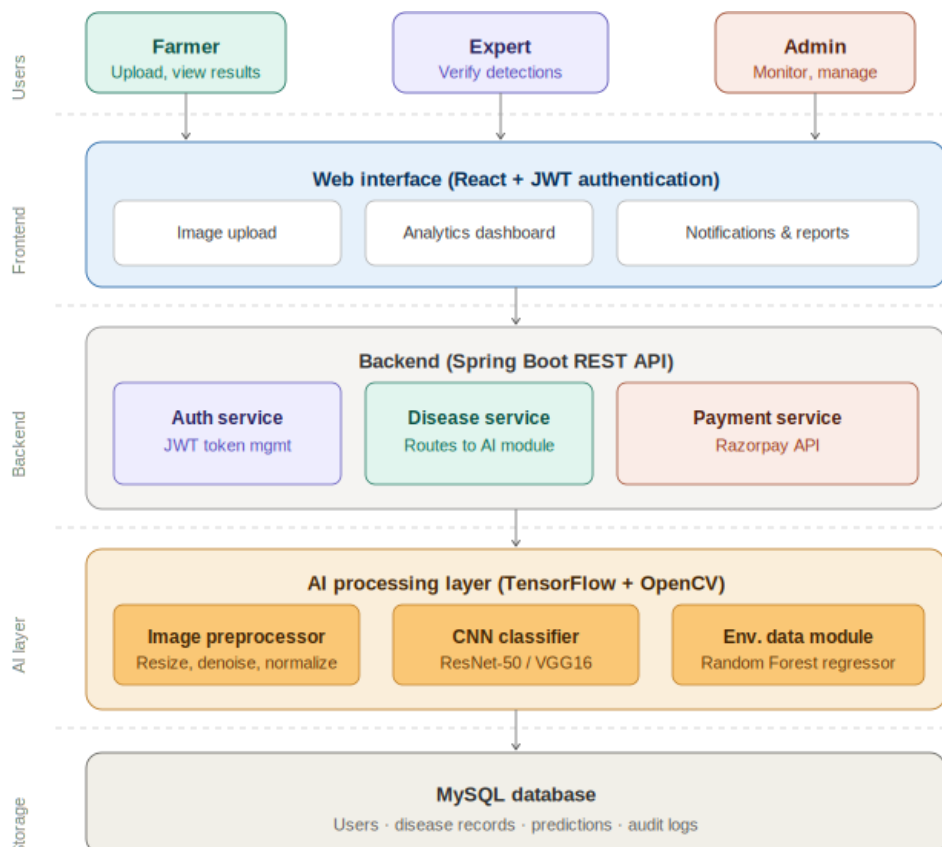 Users
Farmer
Upload, view results
Expert
Verify detections
Admin
Monitor, manage
Frontend
Web interface (React + JWT authentication)
Image upload
Analytics dashboard
Notifications & reports
Backend
Backend (Spring Boot REST API)
Auth service
JWT token mgmt
Disease service
Routes to AI module
Payment service
Razorpay API
AI layer
AI processing layer (TensorFlow + OpenCV)
Image preprocessor
Resize, denoise, normalize
CNN classifier
ResNet-50 / VGG16
Env. data module
Random Forest regressor
Storage
MySQL database
Users · disease records · predictions · audit logs